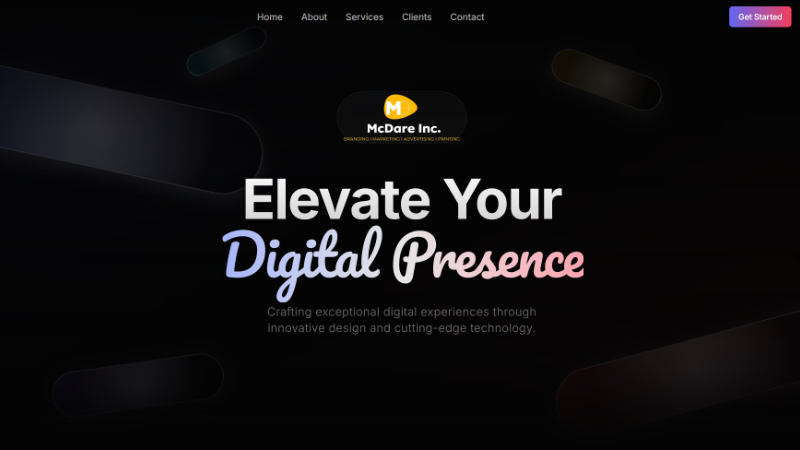 Home About Services Clients Contact Get Started
M
McDare Inc.
BRANDING | MARKETING | ADVERTISING | PRINTING
Elevate Your
Digital Presence
Crafting exceptional digital experiences through
innovative design and cutting-edge technology.